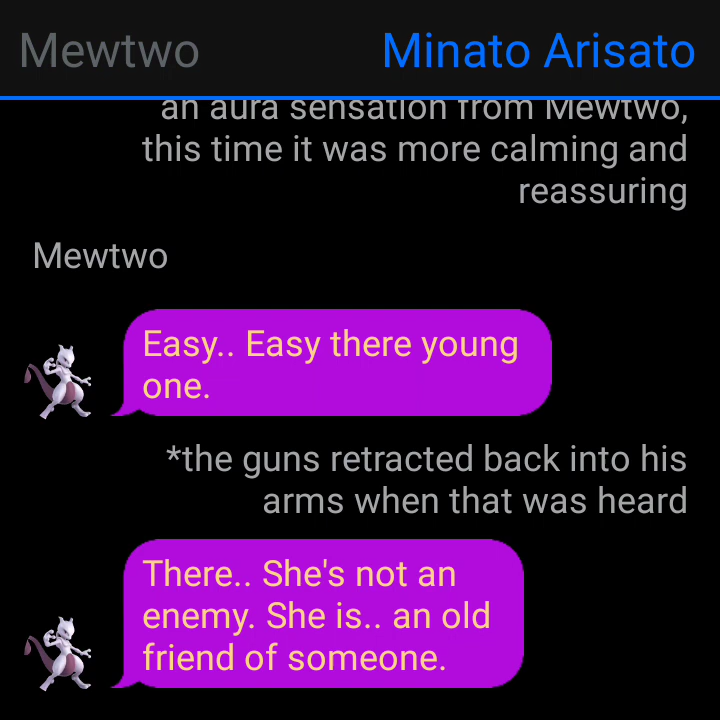 Mewtwo
Minato Arisato
an aura sensation from Mewtwo,
this time it was more calming and
reassuring
Mewtwo
Easy.. Easy there young
one.
*the guns retracted back into his
arms when that was heard
There.. She's not an
enemy. She is.. an old
friend of someone.